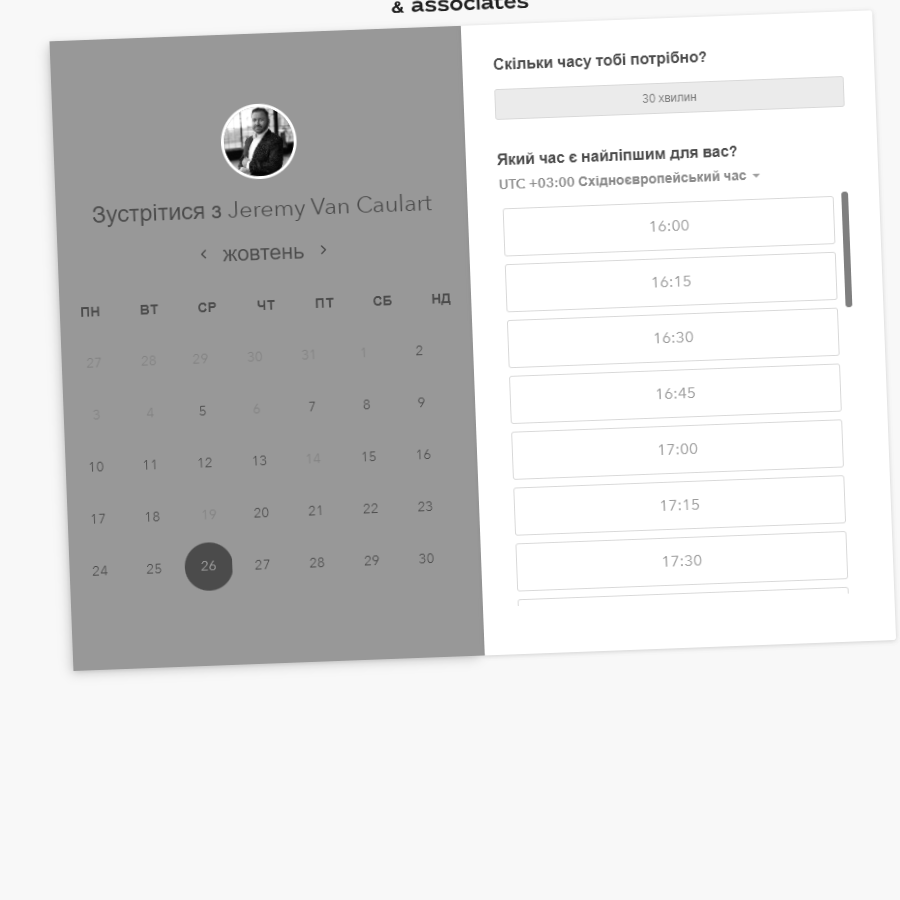 & associates
Зустрітися з Jeremy Van Caulart
‹ жовтень ›
ПН ВТ СР ЧТ ПТ СБ НД
27 28 29 30 31 1 2
3 4 5 6 7 8 9
10 11 12 13 14 15 16
17 18 19 20 21 22 23
24 25 26 27 28 29 30
Скільки часу тобі потрібно?
30 хвилин
Який час є найліпшим для вас?
UTC +03:00 Східноєвропейський час
16:00
16:15
16:30
16:45
17:00
17:15
17:30